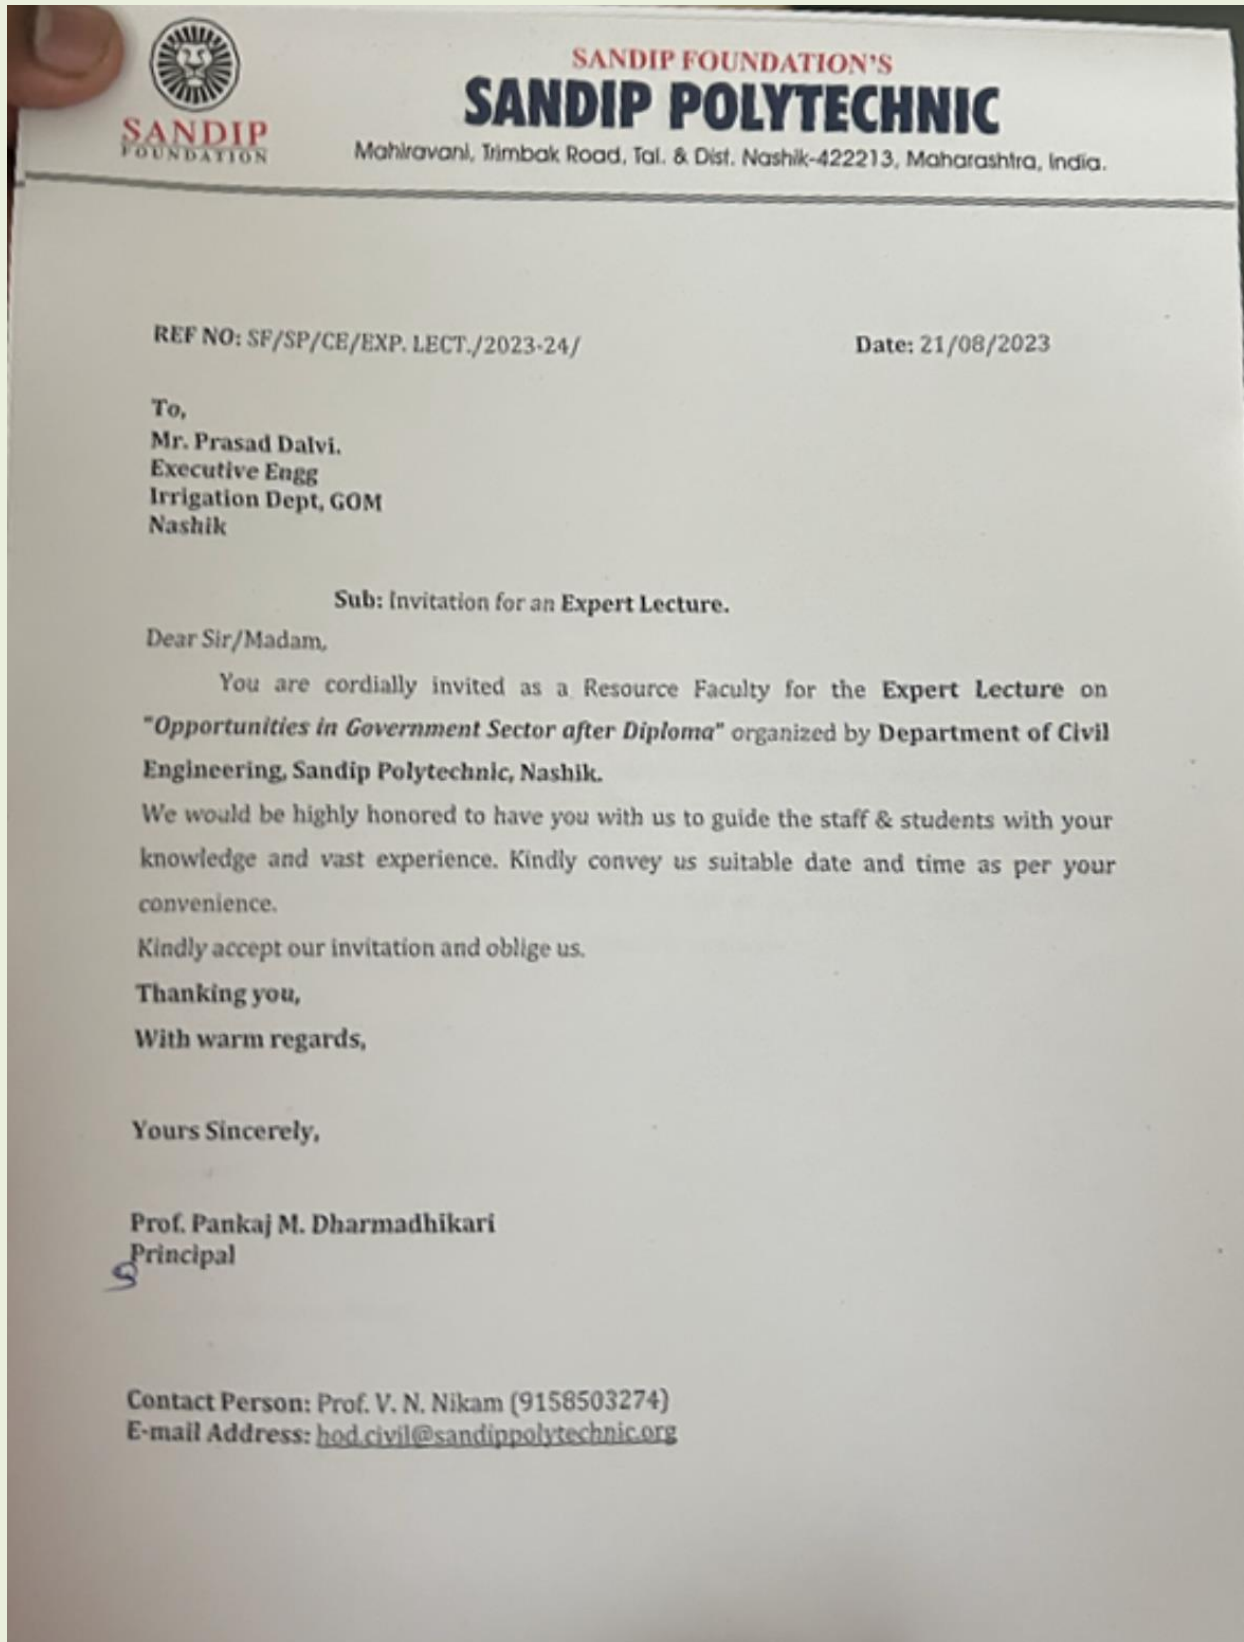 SANDIP
FOUNDATION
SANDIP FOUNDATION'S
SANDIP POLYTECHNIC
Mahiravani, Trimbak Road, Tal. & Dist. Nashik-422213, Maharashtra, India.
REF NO: SF/SP/CE/EXP. LECT./2023-24/ Date: 21/08/2023
To,
Mr. Prasad Dalvi.
Executive Engg
Irrigation Dept, GOM
Nashik
Sub: Invitation for an Expert Lecture.
Dear Sir/Madam,
You are cordially invited as a Resource Faculty for the Expert Lecture on
"Opportunities in Government Sector after Diploma" organized by Department of Civil
Engineering, Sandip Polytechnic, Nashik.
We would be highly honored to have you with us to guide the staff & students with your
knowledge and vast experience. Kindly convey us suitable date and time as per your
convenience.
Kindly accept our invitation and oblige us.
Thanking you,
With warm regards,
Yours Sincerely,
Prof. Pankaj M. Dharmadhikari
Principal
Contact Person: Prof. V. N. Nikam (9158503274)
E-mail Address: hod.civil@sandippolytechnic.org